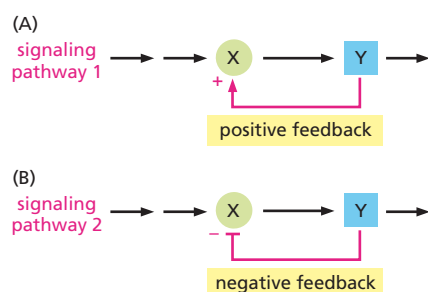 (A)
signaling
pathway 1
X
Y
+
positive feedback
(B)
signaling
pathway 2
X
Y
–
negative feedback